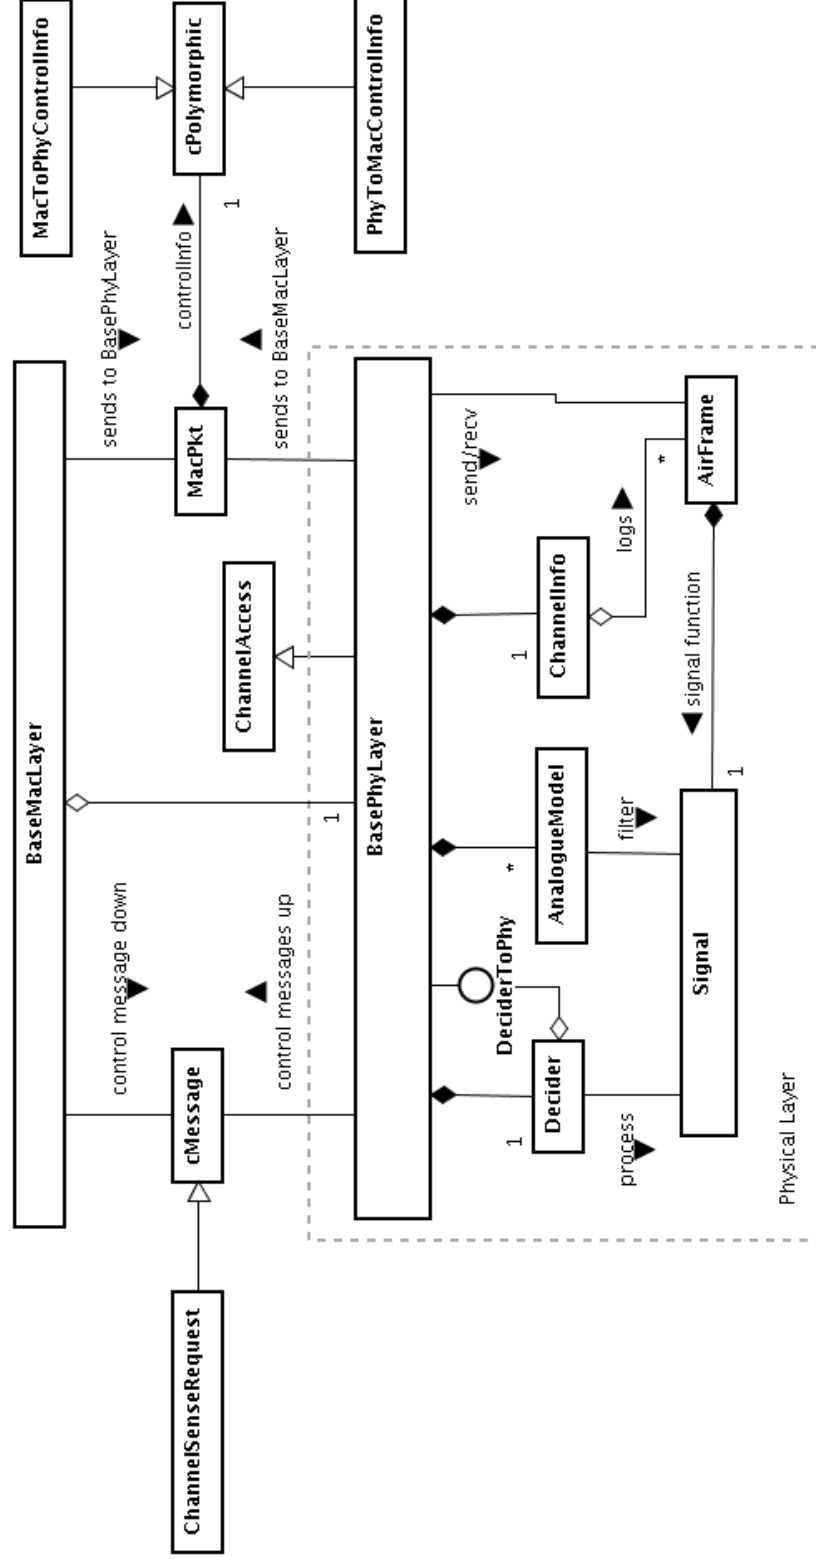 MacToPhyControlInfo
cPolymorphic
PhyToMacControlInfo
1
controlInfo
sends to BasePhyLayer
sends to BaseMacLayer
MacPkt
BaseMacLayer
ChannelAccess
BasePhyLayer
1
control message down
control messages up
cMessage
ChannelSenseRequest
send/recv
AirFrame
*
logs
ChannelInfo
1
signal function
1
AnalogueModel
*
filter
DeciderToPhy
Decider
1
process
Signal
Physical Layer